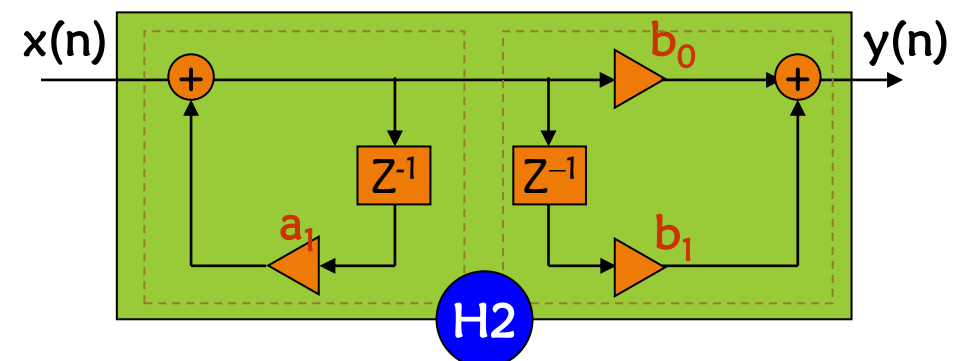 x(n)
+
b₀
+
y(n)
Z⁻¹
Z⁻¹
a₁
b₁
H2